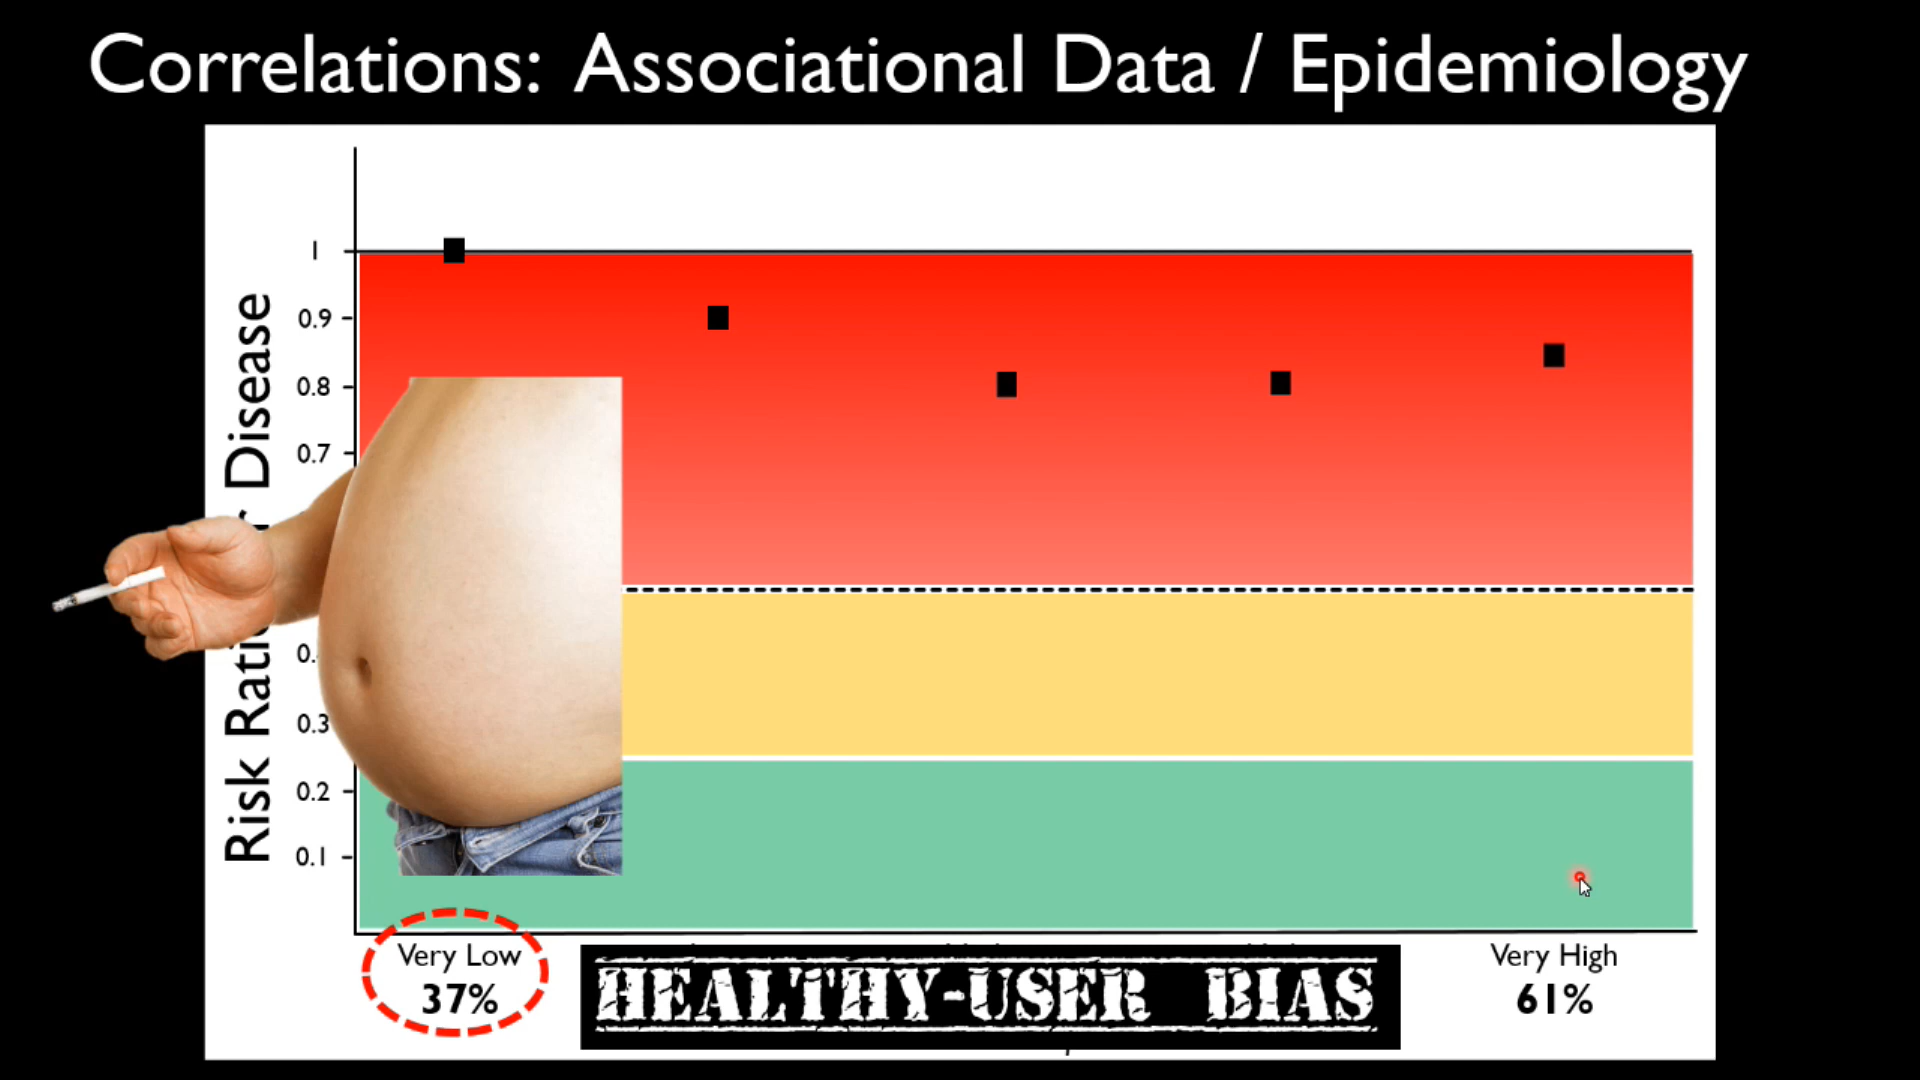 Correlations: Associational Data / Epidemiology
Risk Disease
1
0.9
0.8
0.7
0.3
0.2
0.1
Very Low
37%
HEALTHY-USER BIAS
Very High
61%